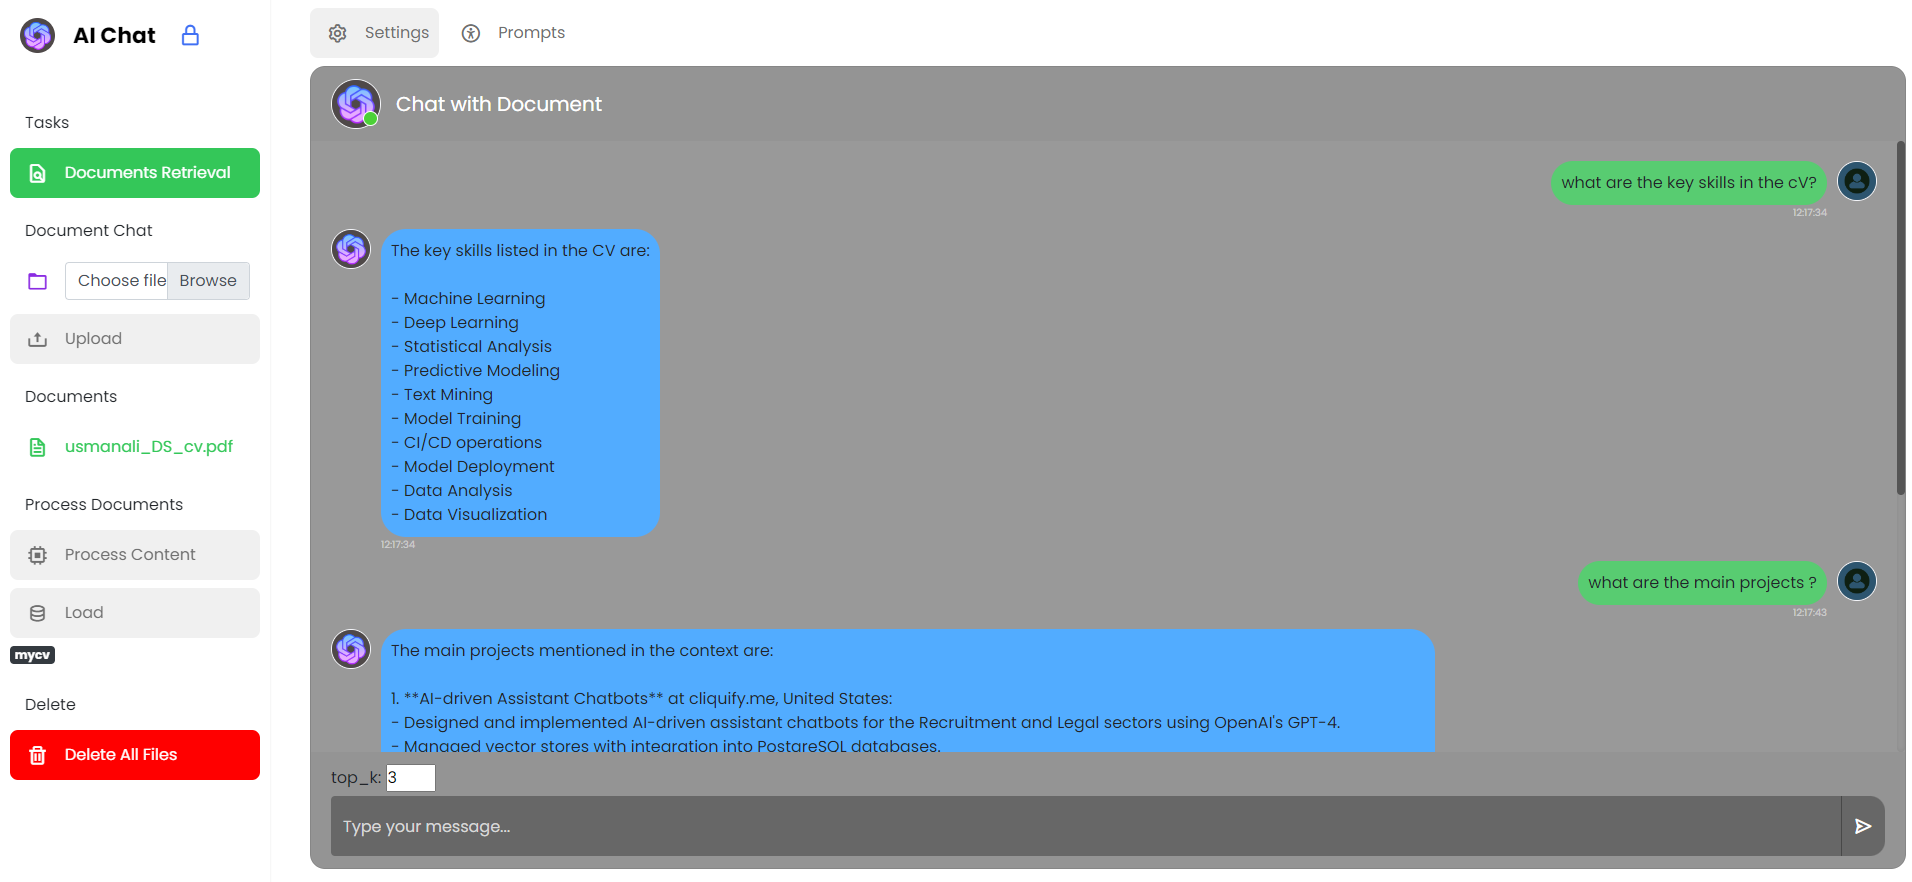 AI Chat
Tasks
Documents Retrieval
Document Chat
Choose file Browse
Upload
Documents
usmanali_DS_cv.pdf
Process Documents
Process Content
Load
mycv
Delete
Delete All Files
Settings Prompts
Chat with Document
what are the key skills in the cV?
12:17:34
The key skills listed in the CV are:
- Machine Learning
- Deep Learning
- Statistical Analysis
- Predictive Modeling
- Text Mining
- Model Training
- CI/CD operations
- Model Deployment
- Data Analysis
- Data Visualization
12:17:34
what are the main projects ?
12:17:43
The main projects mentioned in the context are:
1. **AI-driven Assistant Chatbots** at cliquify.me, United States:
- Designed and implemented AI-driven assistant chatbots for the Recruitment and Legal sectors using OpenAI's GPT-4.
- Managed vector stores with integration into PostgreSQL databases.
top_k: 3
Type your message...